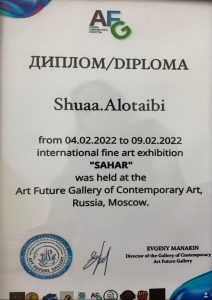 AFG
ДИПЛОМ/DIPLOMA
Shuaa.Alotaibi
from 04.02.2022 to 09.02.2022
international fine art exhibition
"SAHAR"
was held at the
Art Future Gallery of Contemporary Art,
Russia, Moscow.
EVGENY MANAKIN
Director of the Gallery of Contemporary
Art Future Gallery